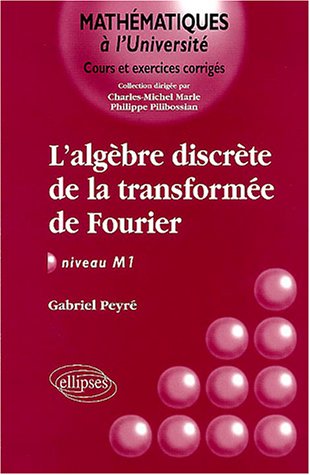 MATHÉMATIQUES
à l'Université
Cours et exercices corrigés
Collection dirigée par
Charles-Michel Marle
Philippe Pilibossian
L'algèbre discrète
de la transformée
de Fourier
niveau M1
Gabriel Peyré
ellipses